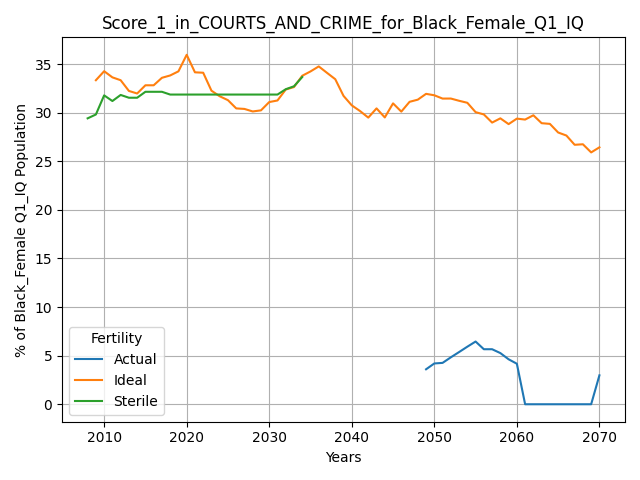 Score_1_in_COURTS_AND_CRIME_for_Black_Female_Q1_IQ
% of Black_Female Q1_IQ Population
35
30
25
20
15
10
5
0
Fertility
Actual
Ideal
Sterile
2010 2020 2030 2040 2050 2060 2070
Years